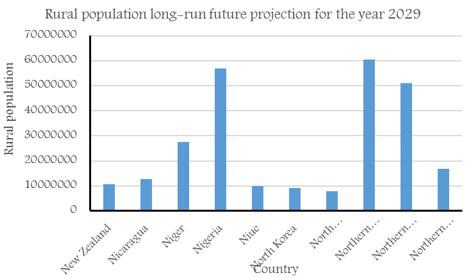 Rural population long-run future projection for the year 2029
70000000
60000000
50000000
40000000
30000000
20000000
10000000
0
Rural population
New Zealand
Nicaragua
Niger
Nigeria
Niue
North Korea
North…
Northern…
Northern…
Northern…
Country